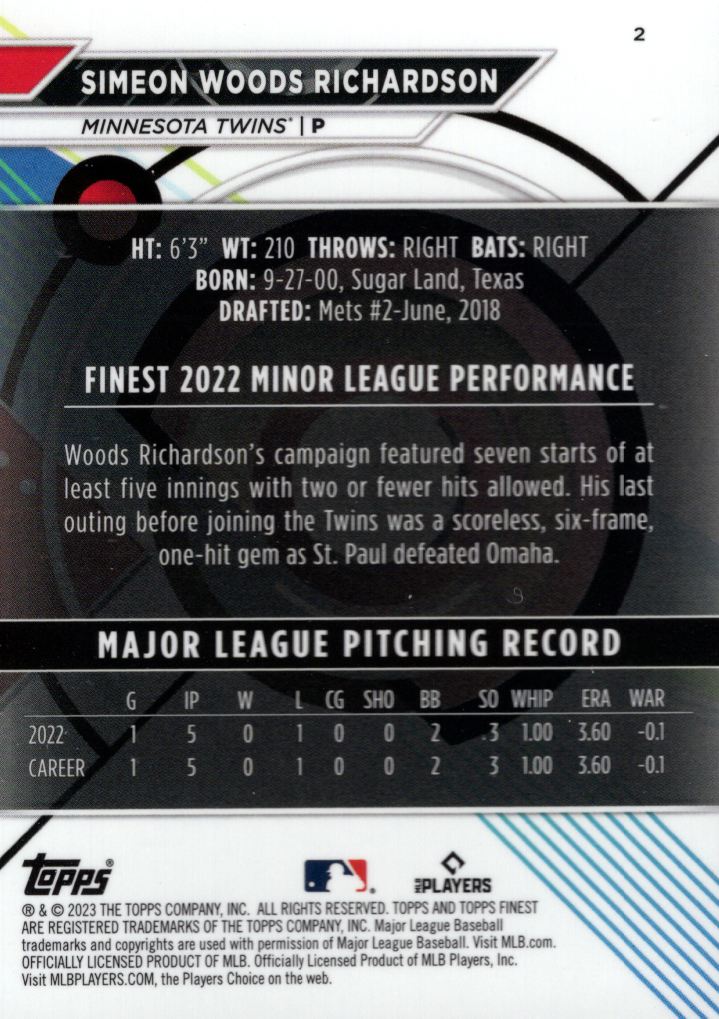 2
SIMEON WOODS RICHARDSON
MINNESOTA TWINS® | P
HT: 6'3" WT: 210 THROWS: RIGHT BATS: RIGHT
BORN: 9-27-00, Sugar Land, Texas
DRAFTED: Mets #2-June, 2018
FINEST 2022 MINOR LEAGUE PERFORMANCE
Woods Richardson's campaign featured seven starts of at
least five innings with two or fewer hits allowed. His last
outing before joining the Twins was a scoreless, six-frame,
one-hit gem as St. Paul defeated Omaha.
MAJOR LEAGUE PITCHING RECORD
G IP W L CG SHO BB SO WHIP ERA WAR
2022 1 5 0 1 0 0 2 3 1.00 3.60 -0.1
CAREER 1 5 0 1 0 0 2 3 1.00 3.60 -0.1
TOPPS® ® MLB PLAYERS
® & © 2023 THE TOPPS COMPANY, INC. ALL RIGHTS RESERVED. TOPPS AND TOPPS FINEST
ARE REGISTERED TRADEMARKS OF THE TOPPS COMPANY, INC. Major League Baseball
trademarks and copyrights are used with permission of Major League Baseball. Visit MLB.com.
OFFICIALLY LICENSED PRODUCT OF MLB. Officially Licensed Product of MLB Players, Inc.
Visit MLBPLAYERS.COM, the Players Choice on the web.